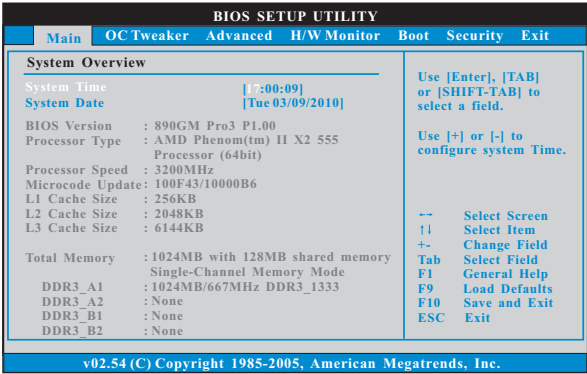 BIOS SETUP UTILITY
Main OC Tweaker Advanced H/W Monitor Boot Security Exit
System Overview
System Time [17:00:09]
System Date [Tue 03/09/2010]
BIOS Version : 890GM Pro3 P1.00
Processor Type : AMD Phenom(tm) II X2 555
Processor (64bit)
Processor Speed : 3200MHz
Microcode Update : 100F43/10000B6
L1 Cache Size : 256KB
L2 Cache Size : 2048KB
L3 Cache Size : 6144KB
Total Memory : 1024MB with 128MB shared memory
Single-Channel Memory Mode
DDR3_A1 : 1024MB/667MHz DDR3_1333
DDR3_A2 : None
DDR3_B1 : None
DDR3_B2 : None
Use [Enter], [TAB]
or [SHIFT-TAB] to
select a field.
Use [+] or [-] to
configure system Time.
←→ Select Screen
↑↓ Select Item
+- Change Field
Tab Select Field
F1 General Help
F9 Load Defaults
F10 Save and Exit
ESC Exit
v02.54 (C) Copyright 1985-2005, American Megatrends, Inc.